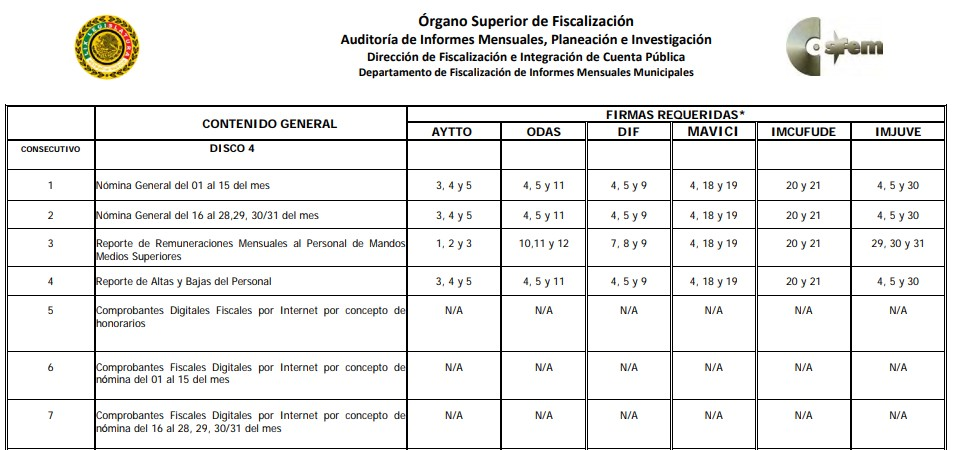 Órgano Superior de Fiscalización
Auditoría de Informes Mensuales, Planeación e Investigación
Dirección de Fiscalización e Integración de Cuenta Pública
Departamento de Fiscalización de Informes Mensuales Municipales
osfem
CONTENIDO GENERAL FIRMAS REQUERIDAS*
AYTTO ODAS DIF MAVICI IMCUFUDE IMJUVE
CONSECUTIVO DISCO 4
1 Nómina General del 01 al 15 del mes 3, 4 y 5 4, 5 y 11 4, 5 y 9 4, 18 y 19 20 y 21 4, 5 y 30
2 Nómina General del 16 al 28,29, 30/31 del mes 3, 4 y 5 4, 5 y 11 4, 5 y 9 4, 18 y 19 20 y 21 4, 5 y 30
3 Reporte de Remuneraciones Mensuales al Personal de Mandos 1, 2 y 3 10,11 y 12 7, 8 y 9 4, 18 y 19 20 y 21 29, 30 y 31
Medios Superiores
4 Reporte de Altas y Bajas del Personal 3, 4 y 5 4, 5 y 11 4, 5 y 9 4, 18 y 19 20 y 21 4, 5 y 30
5 Comprobantes Digitales Fiscales por Internet por concepto de N/A N/A N/A N/A N/A N/A
honorarios
6 Comprobantes Fiscales Digitales por Internet por concepto de N/A N/A N/A N/A N/A N/A
nómina del 01 al 15 del mes
7 Comprobantes Fiscales Digitales por Internet por concepto de N/A N/A N/A N/A N/A N/A
nómina del 16 al 28, 29, 30/31 del mes